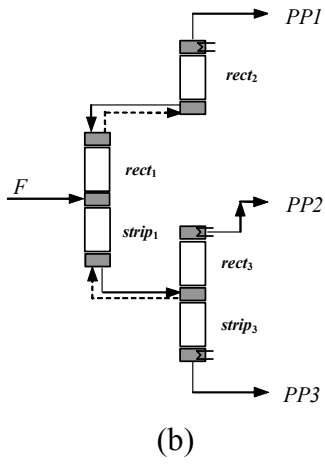 PP1
rect₂
rect₁
F
PP2
strip₁
rect₃
strip₃
PP3
(b)